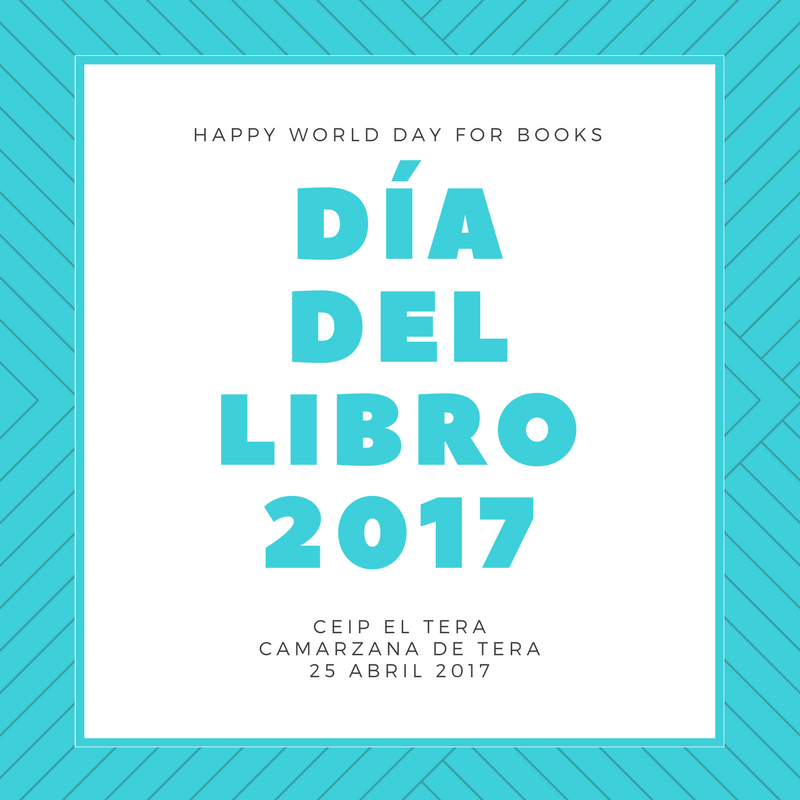 HAPPY WORLD DAY FOR BOOKS
DÍA
DEL
LIBRO
2017
CEIP EL TERA
CAMARZANA DE TERA
25 ABRIL 2017